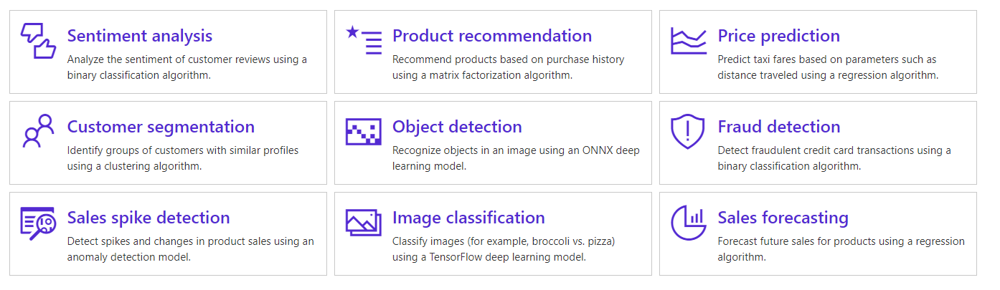 Sentiment analysis
Analyze the sentiment of customer reviews using a
binary classification algorithm.
Product recommendation
Recommend products based on purchase history
using a matrix factorization algorithm.
Price prediction
Predict taxi fares based on parameters such as
distance traveled using a regression algorithm.
Customer segmentation
Identify groups of customers with similar profiles
using a clustering algorithm.
Object detection
Recognize objects in an image using an ONNX deep
learning model.
Fraud detection
Detect fraudulent credit card transactions using a
binary classification algorithm.
Sales spike detection
Detect spikes and changes in product sales using an
anomaly detection model.
Image classification
Classify images (for example, broccoli vs. pizza)
using a TensorFlow deep learning model.
Sales forecasting
Forecast future sales for products using a regression
algorithm.